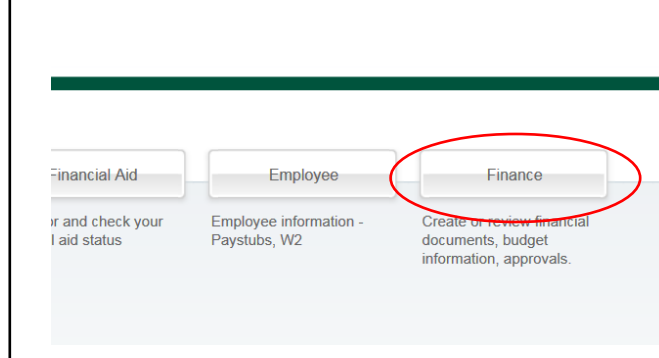 Financial Aid Employee Finance
or and check your Employee information - Create or review financial
l aid status Paystubs, W2 documents, budget
information, approvals.